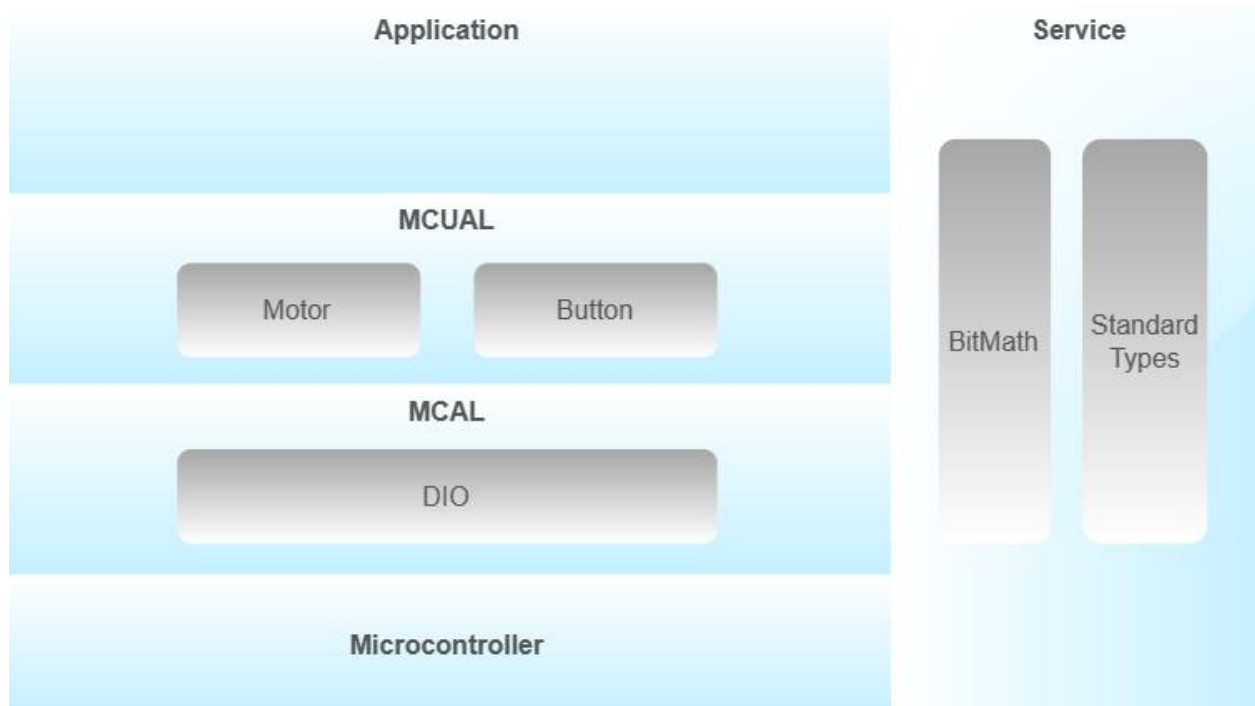 Application
Service
MCUAL
Motor
Button
BitMath
Standard
Types
MCAL
DIO
Microcontroller